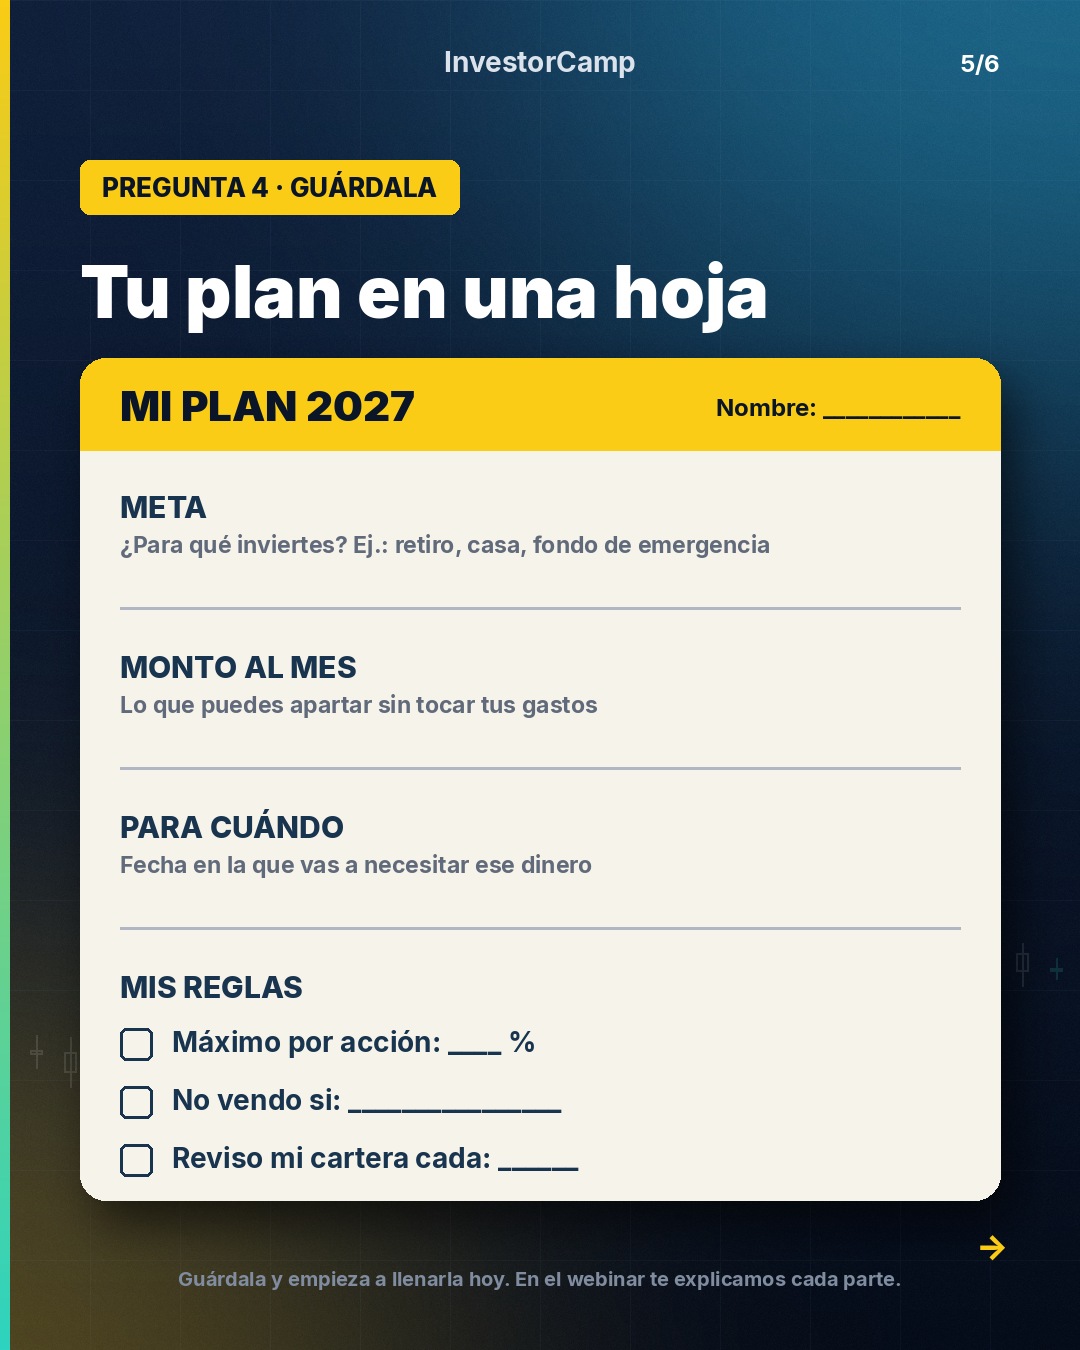 InvestorCamp
5/6
PREGUNTA 4 · GUÁRDALA
Tu plan en una hoja
MI PLAN 2027
Nombre: ___________
META
¿Para qué inviertes? Ej.: retiro, casa, fondo de emergencia
MONTO AL MES
Lo que puedes apartar sin tocar tus gastos
PARA CUÁNDO
Fecha en la que vas a necesitar ese dinero
MIS REGLAS
Máximo por acción: ____ %
No vendo si: ________________
Reviso mi cartera cada: ______
→
Guárdala y empieza a llenarla hoy. En el webinar te explicamos cada parte.